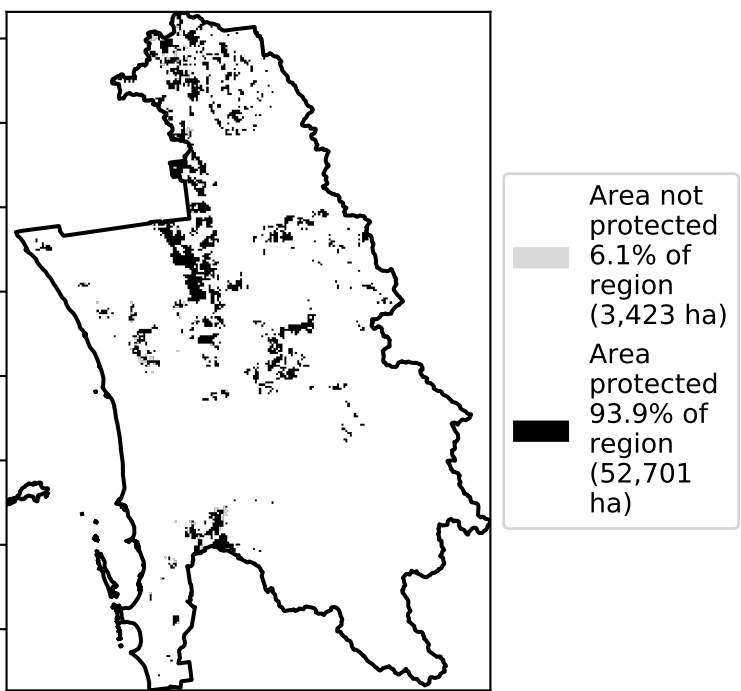 Area not
protected
6.1% of
region
(3,423 ha)
Area
protected
93.9% of
region
(52,701
ha)